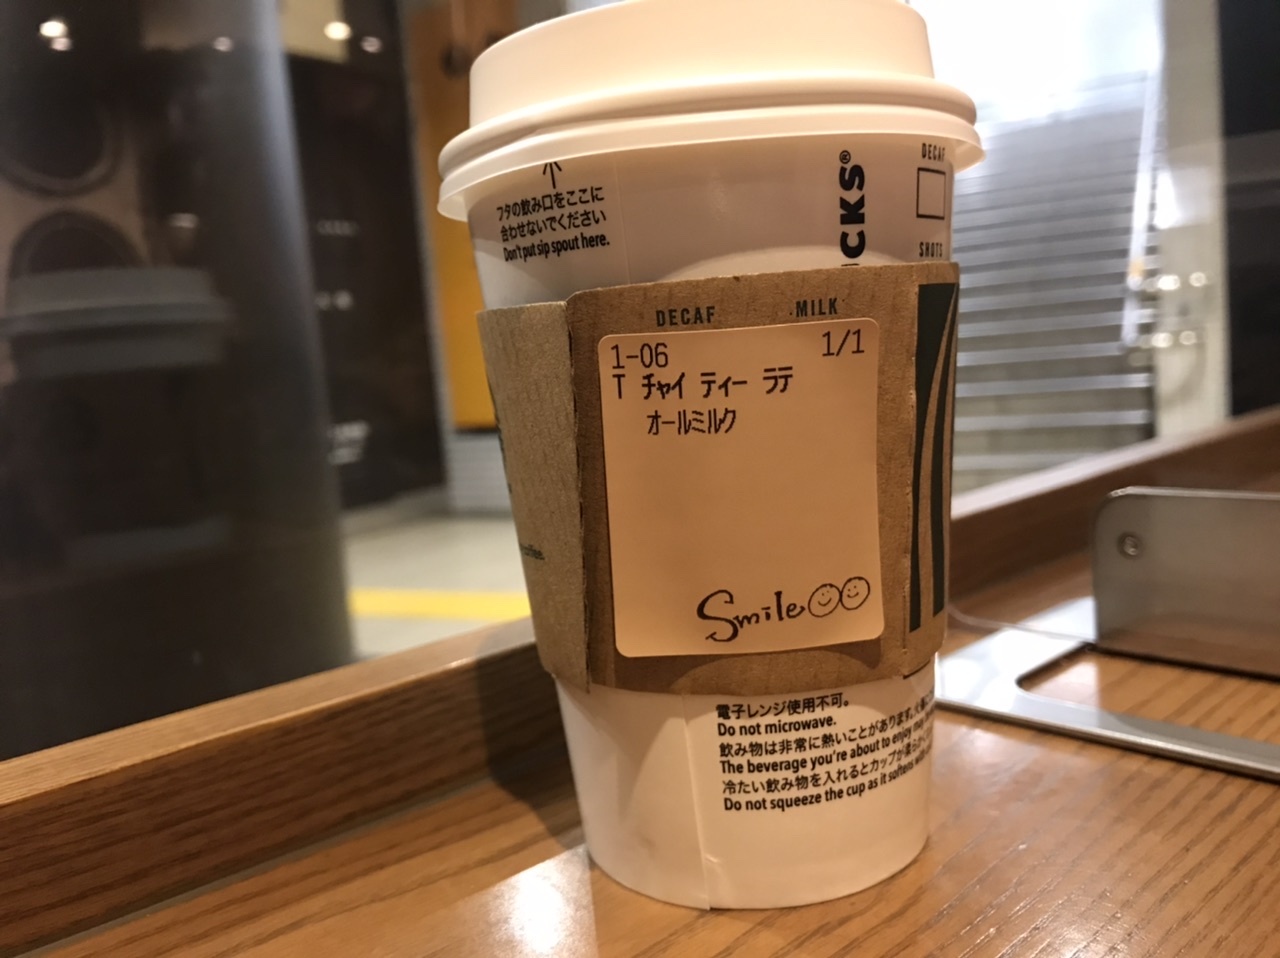 フタの飲み口をここに
合わせないでください
Don't put sip spout here.
CKS®
DECAF
SHOTS
DECAF MILK
1-06 1/1
T チャイ ティー ラテ
オールミルク
Smile
電子レンジ使用不可。
Do not microwave.
飲み物は非常に熱いことがあります。
The beverage you're about to enjoy may
冷たい飲み物を入れるとカップが柔らか
Do not squeeze the cup as it softens